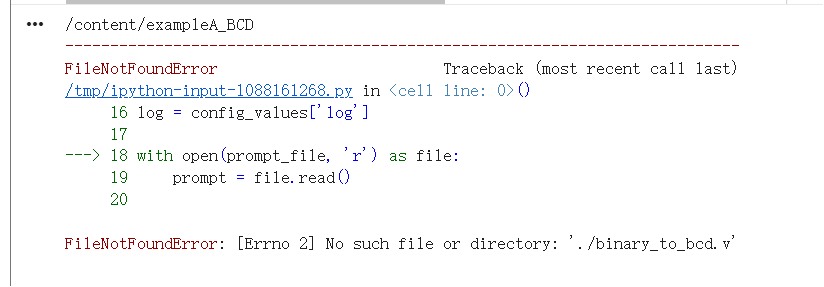 ••• /content/exampleA_BCD
---------------------------------------------------------------------------
FileNotFoundError                         Traceback (most recent call last)
/tmp/ipython-input-1088161268.py in <cell line: 0>()
     16 log = config_values['log']
     17
---> 18 with open(prompt_file, 'r') as file:
     19     prompt = file.read()
     20
FileNotFoundError: [Errno 2] No such file or directory: './binary_to_bcd.v'